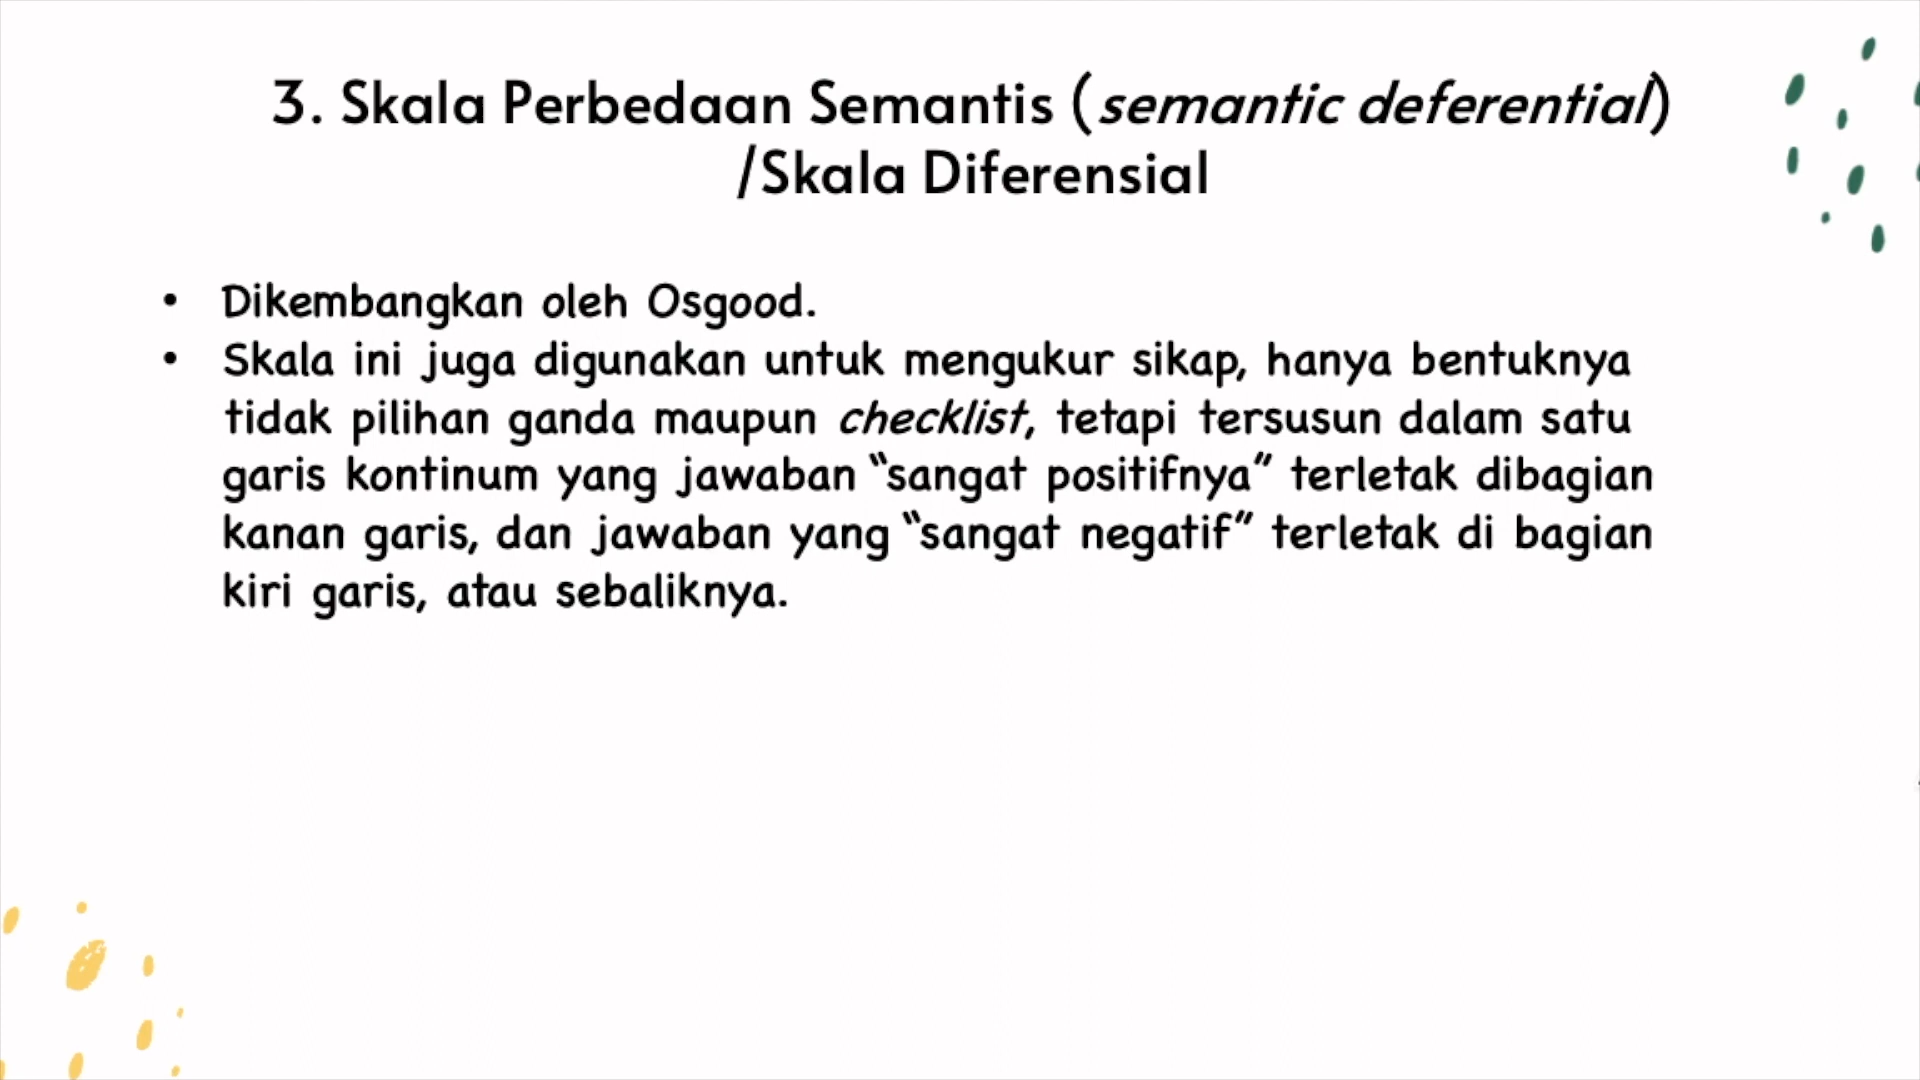 3. Skala Perbedaan Semantis (semantic deferential)
/Skala Diferensial
• Dikembangkan oleh Osgood.
• Skala ini juga digunakan untuk mengukur sikap, hanya bentuknya
tidak pilihan ganda maupun checklist, tetapi tersusun dalam satu
garis kontinum yang jawaban “sangat positifnya” terletak dibagian
kanan garis, dan jawaban yang “sangat negatif” terletak di bagian
kiri garis, atau sebaliknya.